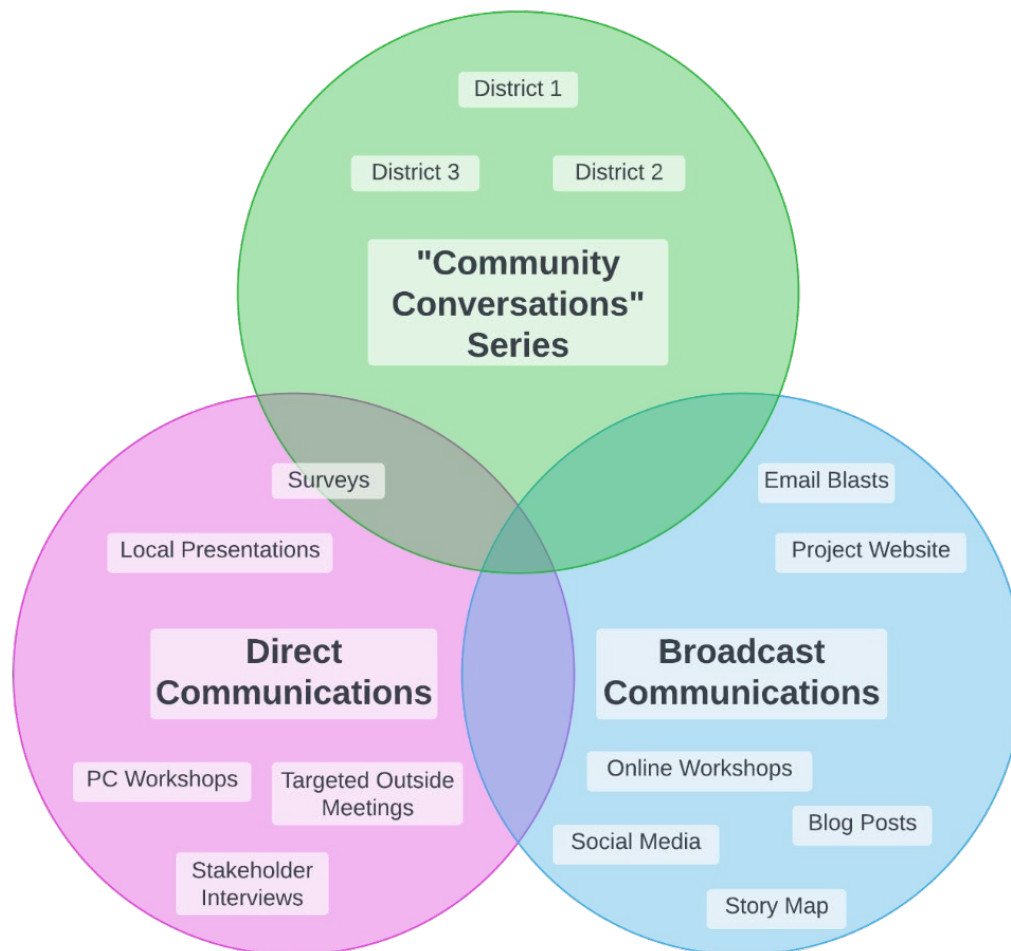 District 1
District 3
District 2
"Community
Conversations"
Series
Surveys
Local Presentations
Direct
Communications
PC Workshops
Targeted Outside
Meetings
Stakeholder
Interviews
Email Blasts
Project Website
Broadcast
Communications
Online Workshops
Blog Posts
Social Media
Story Map